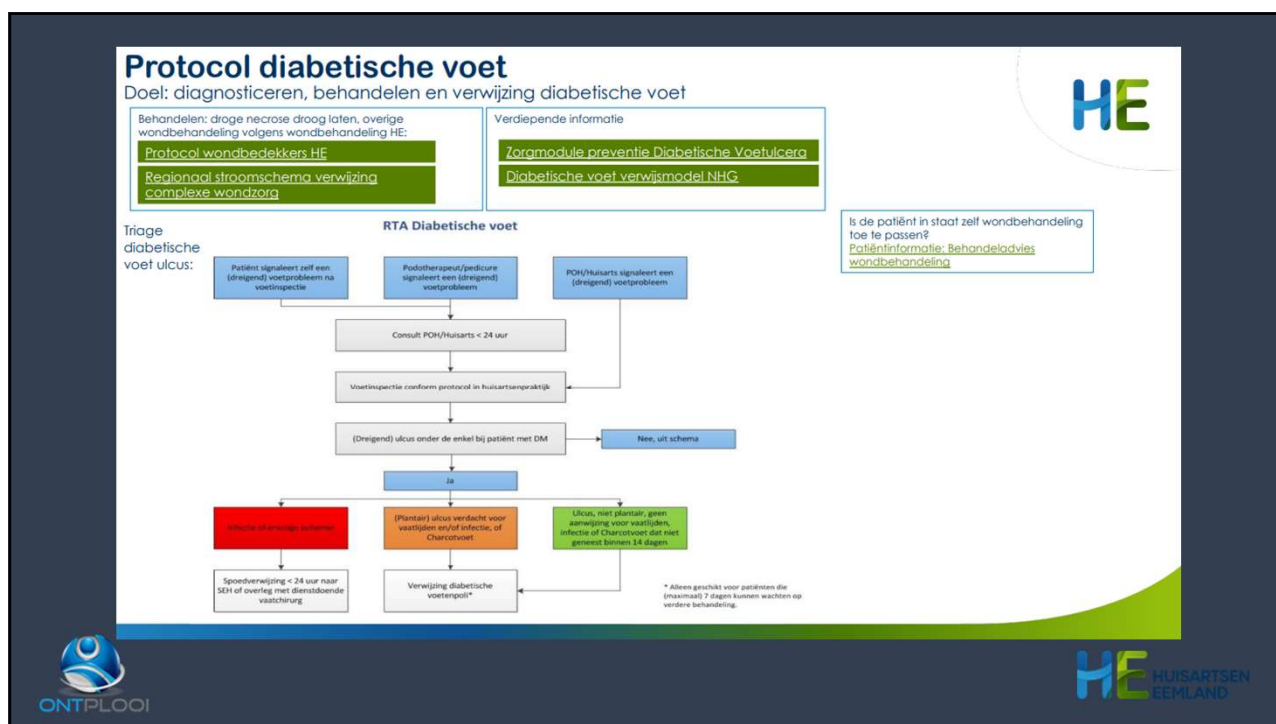 Protocol diabetische voet
Doel: diagnosticeren, behandelen en verwijzing diabetische voet
HE
Behandelen: droge necrose droog laten, overige
wondbehandeling volgens wondbehandeling HE:
Protocol wondbedekkers HE
Regionaal stroomschema verwijzing
complexe wondzorg
Verdiepende informatie
Zorgmodule preventie Diabetische Voetulcera
Diabetische voet verwijsmodel NHG
Is de patiënt in staat zelf wondbehandeling
toe te passen?
Patiëntinformatie: Behandeladvies
wondbehandeling
Triage
diabetische
voet ulcus:
RTA Diabetische voet
Patiënt signaleert zelf een
(dreigend) voetprobleem na
voetinspectie
Podotherapeut/pedicure
signaleert een (dreigend)
voetprobleem
POH/Huisarts signaleert een
(dreigend) voetprobleem
Consult POH/Huisarts < 24 uur
Voetinspectie conform protocol in huisartsenpraktijk
(Dreigend) ulcus onder de enkel bij patiënt met DM
Nee, uit schema
Ja
Infectie of ernstige ischemie
(Plantair) ulcus verdacht voor
vaatlijden en/of infectie, of
Charcotvoet
Ulcus, niet plantair, geen
aanwijzing voor vaatlijden,
infectie of Charcotvoet dat niet
geneest binnen 14 dagen
Spoedverwijzing < 24 uur naar
SEH of overleg met dienstdoende
vaatchirurg
Verwijzing diabetische
voetenpoli*
* Alleen geschikt voor patiënten die
(maximaal) 7 dagen kunnen wachten op
verdere behandeling.
ONTPLOOI
HE HUISARTSEN
EEMLAND